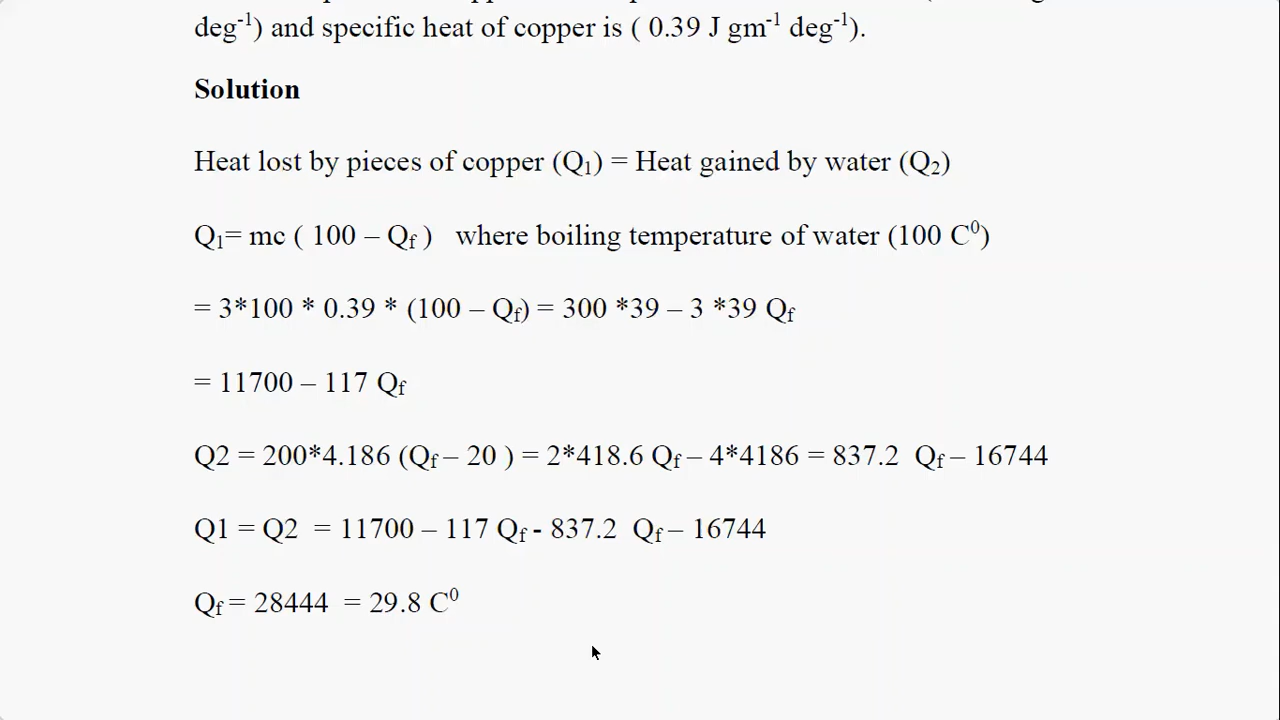 deg-1) and specific heat of copper is ( 0.39 J gm-1 deg-1).
Solution
Heat lost by pieces of copper (Q1) = Heat gained by water (Q2)
Q1= mc ( 100 – Qf ) where boiling temperature of water (100 C0)
= 3*100 * 0.39 * (100 – Qf) = 300 *39 – 3 *39 Qf
= 11700 – 117 Qf
Q2 = 200*4.186 (Qf – 20 ) = 2*418.6 Qf – 4*4186 = 837.2 Qf – 16744
Q1 = Q2 = 11700 – 117 Qf - 837.2 Qf – 16744
Qf = 28444 = 29.8 C0